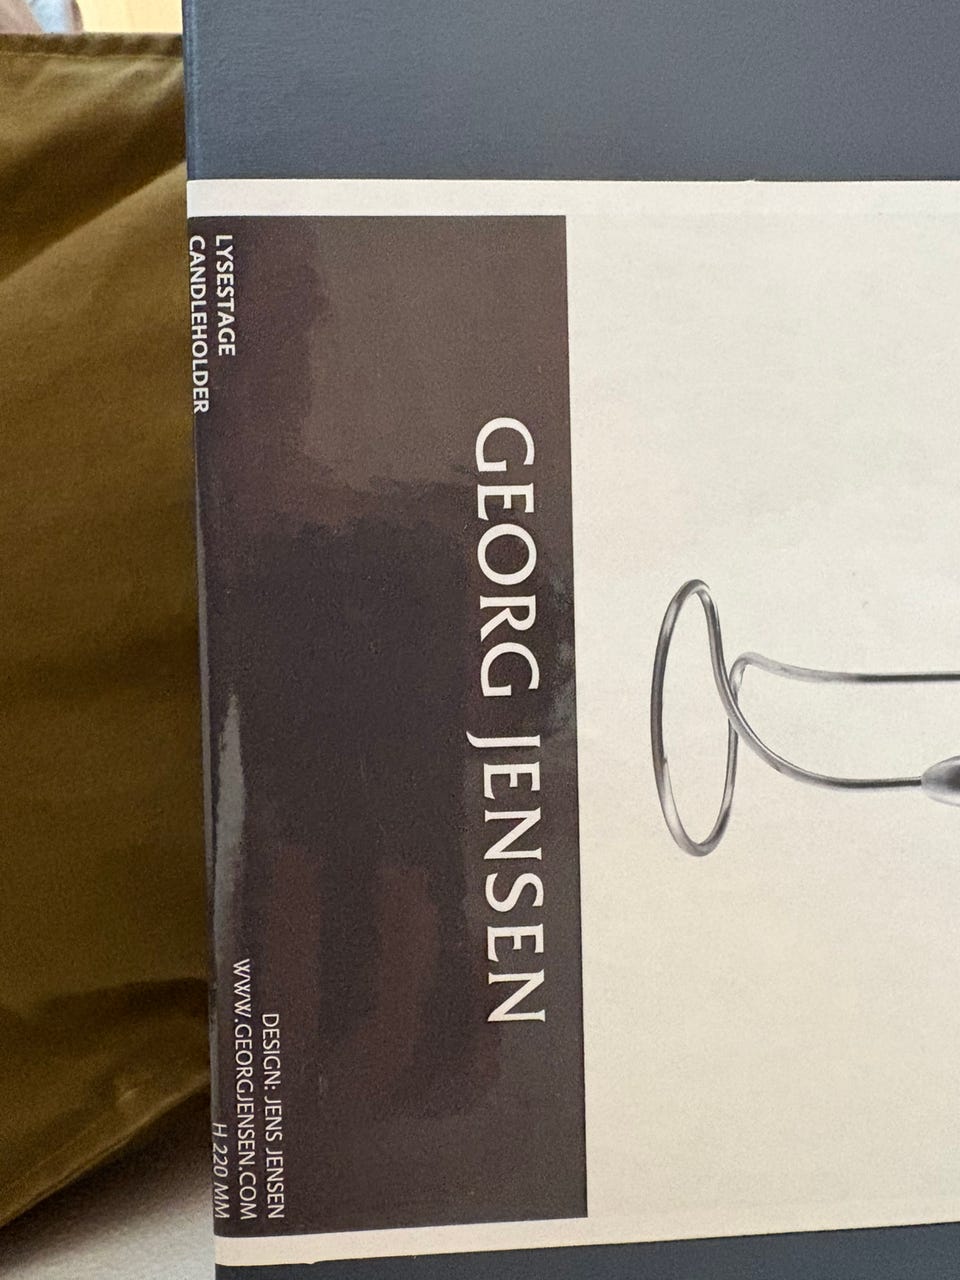 GEORG JENSEN
LYSESTAGE
CANDLEHOLDER
DESIGN: JENS JENSEN
WWW.GEORGJENSEN.COM
H 220 MM